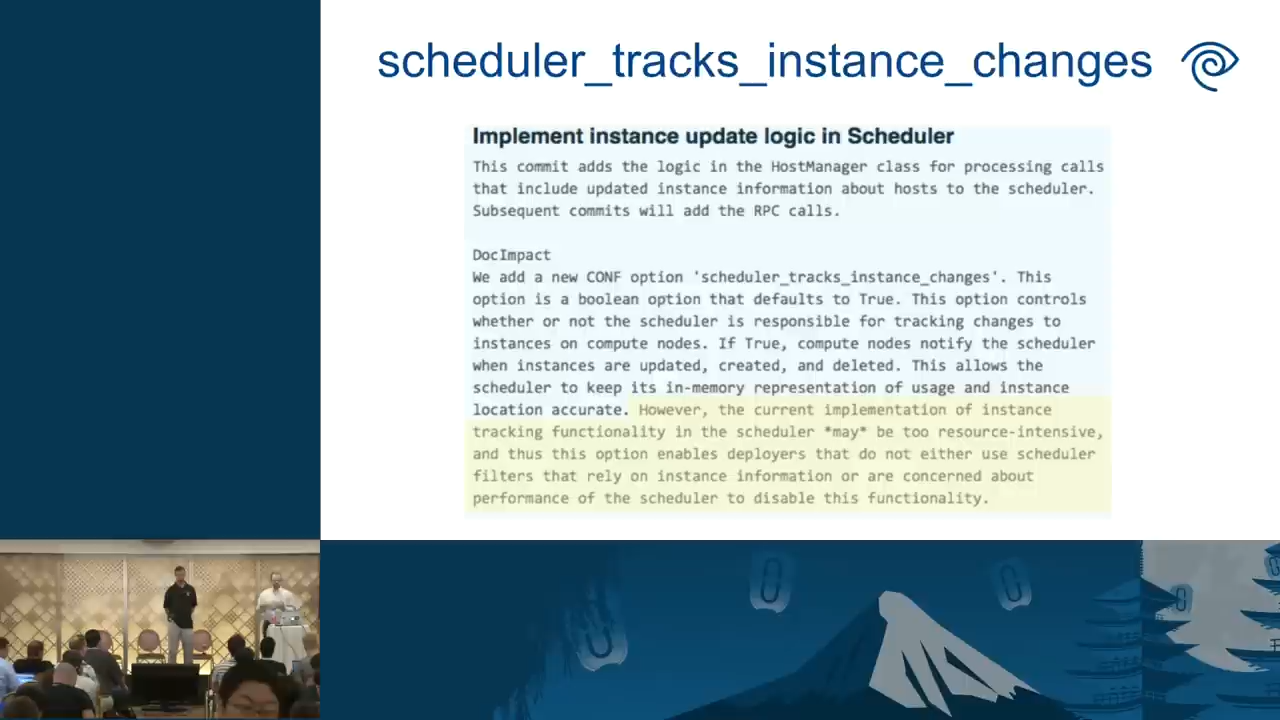 scheduler_tracks_instance_changes
Implement instance update logic in Scheduler
This commit adds the logic in the HostManager class for processing calls
that include updated instance information about hosts to the scheduler.
Subsequent commits will add the RPC calls.
DocImpact
We add a new CONF option 'scheduler_tracks_instance_changes'. This
option is a boolean option that defaults to True. This option controls
whether or not the scheduler is responsible for tracking changes to
instances on compute nodes. If True, compute nodes notify the scheduler
when instances are updated, created, and deleted. This allows the
scheduler to keep its in-memory representation of usage and instance
location accurate. However, the current implementation of instance
tracking functionality in the scheduler *may* be too resource-intensive,
and thus this option enables deployers that do not either use scheduler
filters that rely on instance information or are concerned about
performance of the scheduler to disable this functionality.